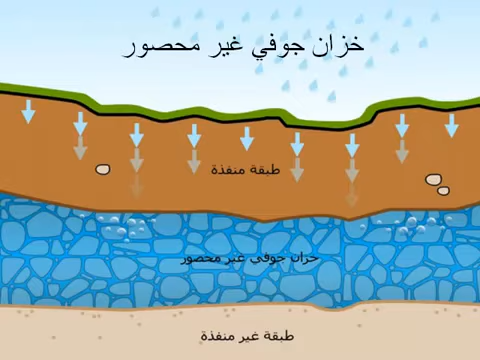 خزان جوفي غير محصور
طبقة منفذة
خزان جوفي غير محصور
طبقة غير منفذة